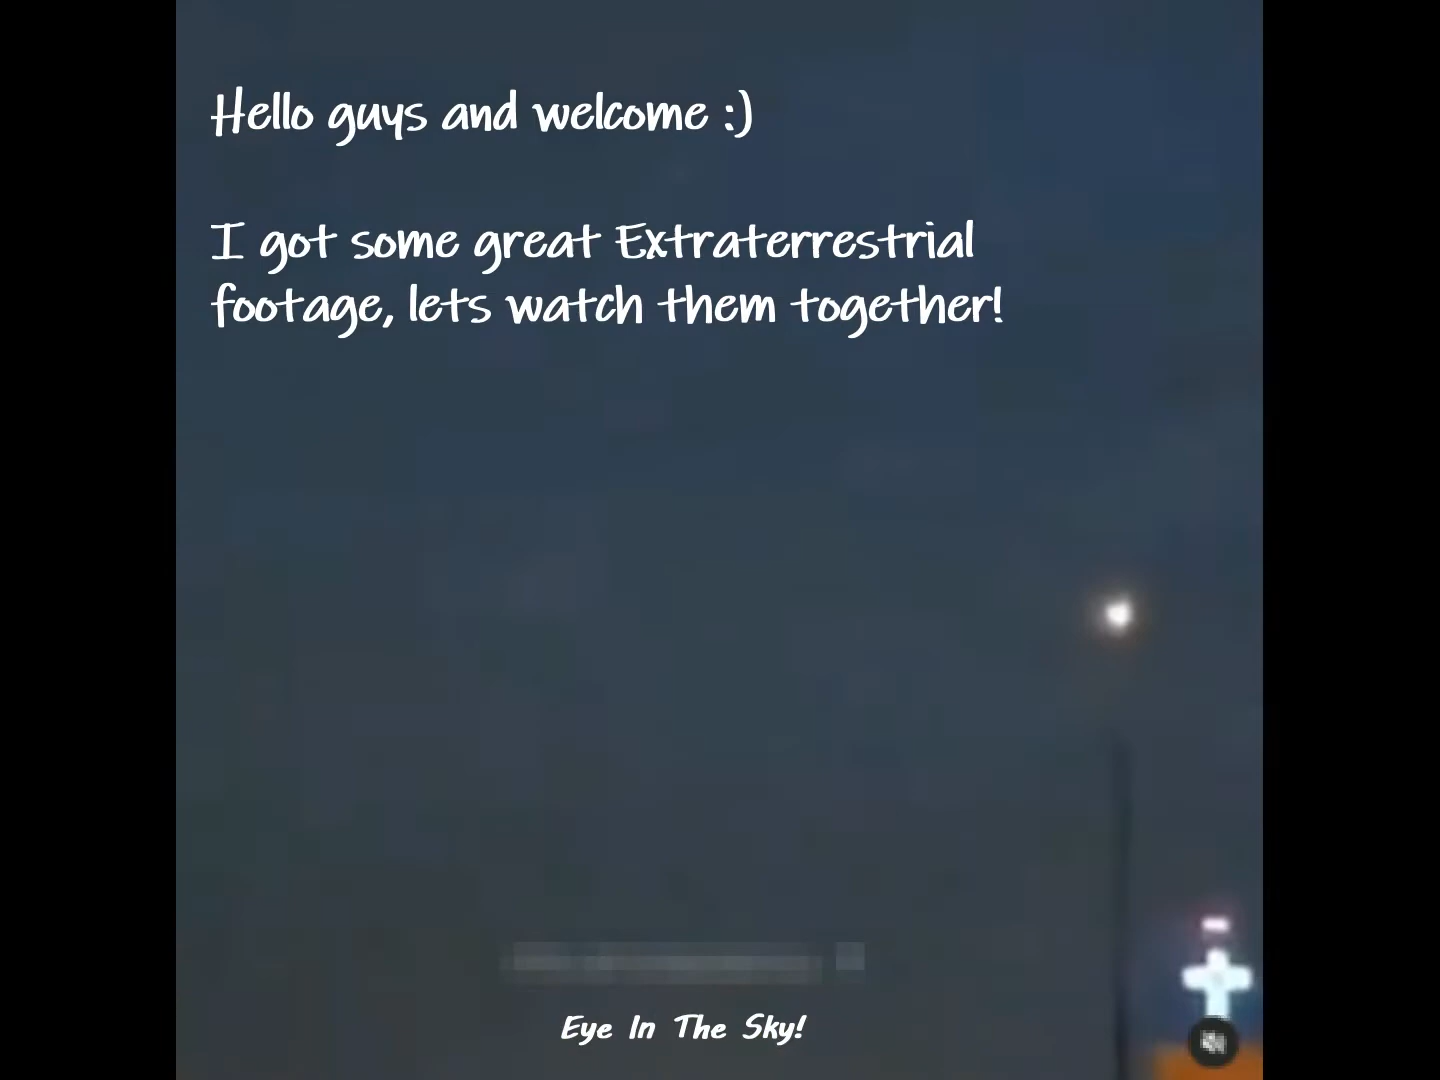 Hello guys and welcome :)
I got some great Extraterrestrial
footage, lets watch them together!
Eye In The Sky!